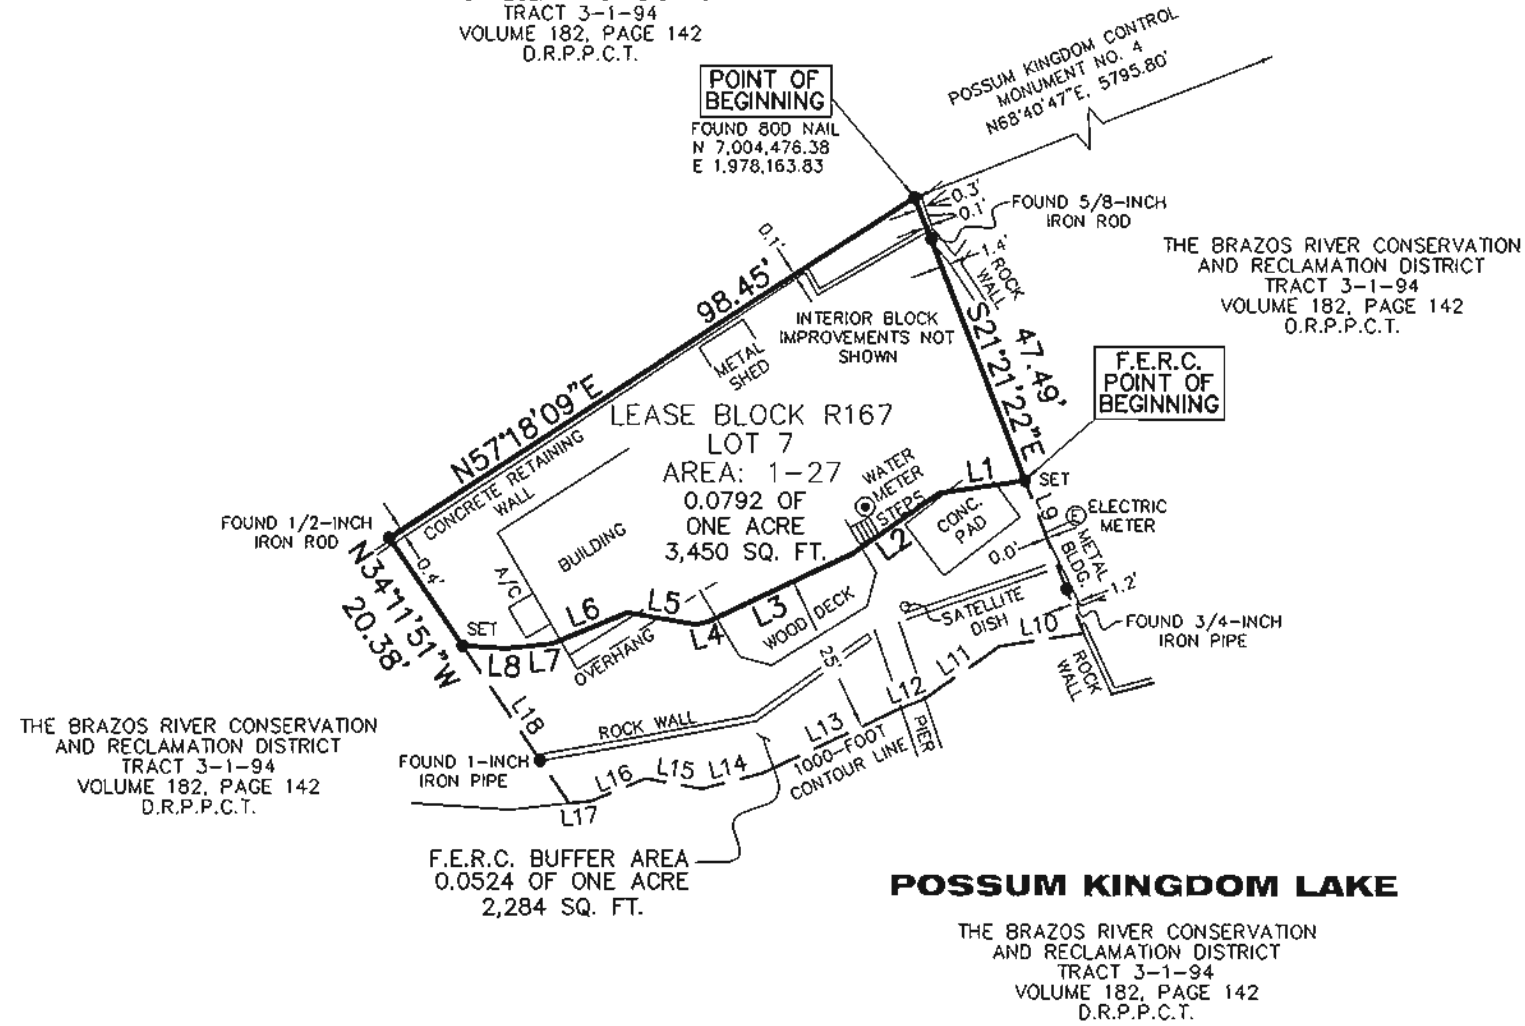 TRACT 3-1-94
VOLUME 182, PAGE 142
D.R.P.P.C.T.
POSSUM KINGDOM CONTROL
MONUMENT NO. 4
N68°40'47"E, 5795.80'
POINT OF
BEGINNING
FOUND 80D NAIL
N 7,004,476.38
E 1,978,163.83
0.3'
0.1'
FOUND 5/8-INCH
IRON ROD
1.4'
ROCK
WALL
THE BRAZOS RIVER CONSERVATION
AND RECLAMATION DISTRICT
TRACT 3-1-94
VOLUME 182, PAGE 142
O.R.P.P.C.T.
0.1'
98.45'
N57°18'09"E
INTERIOR BLOCK
IMPROVEMENTS NOT
SHOWN
METAL
SHED
47.49'
S21°21'22"E
F.E.R.C.
POINT OF
BEGINNING
LEASE BLOCK R167
LOT 7
AREA: 1-27
0.0792 OF
ONE ACRE
3,450 SQ. FT.
CONCRETE RETAINING
WALL
WATER
METER
STEPS
L1
SET
L9
ELECTRIC
METER
FOUND 1/2-INCH
IRON ROD
0.4'
N34°11'51"W
20.38'
BUILDING
A/C
CONC.
PAD
L2
0.0'
METAL
BLDG.
1.2'
SET
L8
L7
L6
L5
L4
L3
OVERHANG
WOOD DECK
SATELLITE
DISH
FOUND 3/4-INCH
IRON PIPE
L10
L11
ROCK
WALL
25'
L12
PIER
L13
1000-FOOT
CONTOUR LINE
L18
ROCK WALL
THE BRAZOS RIVER CONSERVATION
AND RECLAMATION DISTRICT
TRACT 3-1-94
VOLUME 182, PAGE 142
D.R.P.P.C.T.
FOUND 1-INCH
IRON PIPE
L16
L15
L14
L17
F.E.R.C. BUFFER AREA
0.0524 OF ONE ACRE
2,284 SQ. FT.
POSSUM KINGDOM LAKE
THE BRAZOS RIVER CONSERVATION
AND RECLAMATION DISTRICT
TRACT 3-1-94
VOLUME 182, PAGE 142
D.R.P.P.C.T.